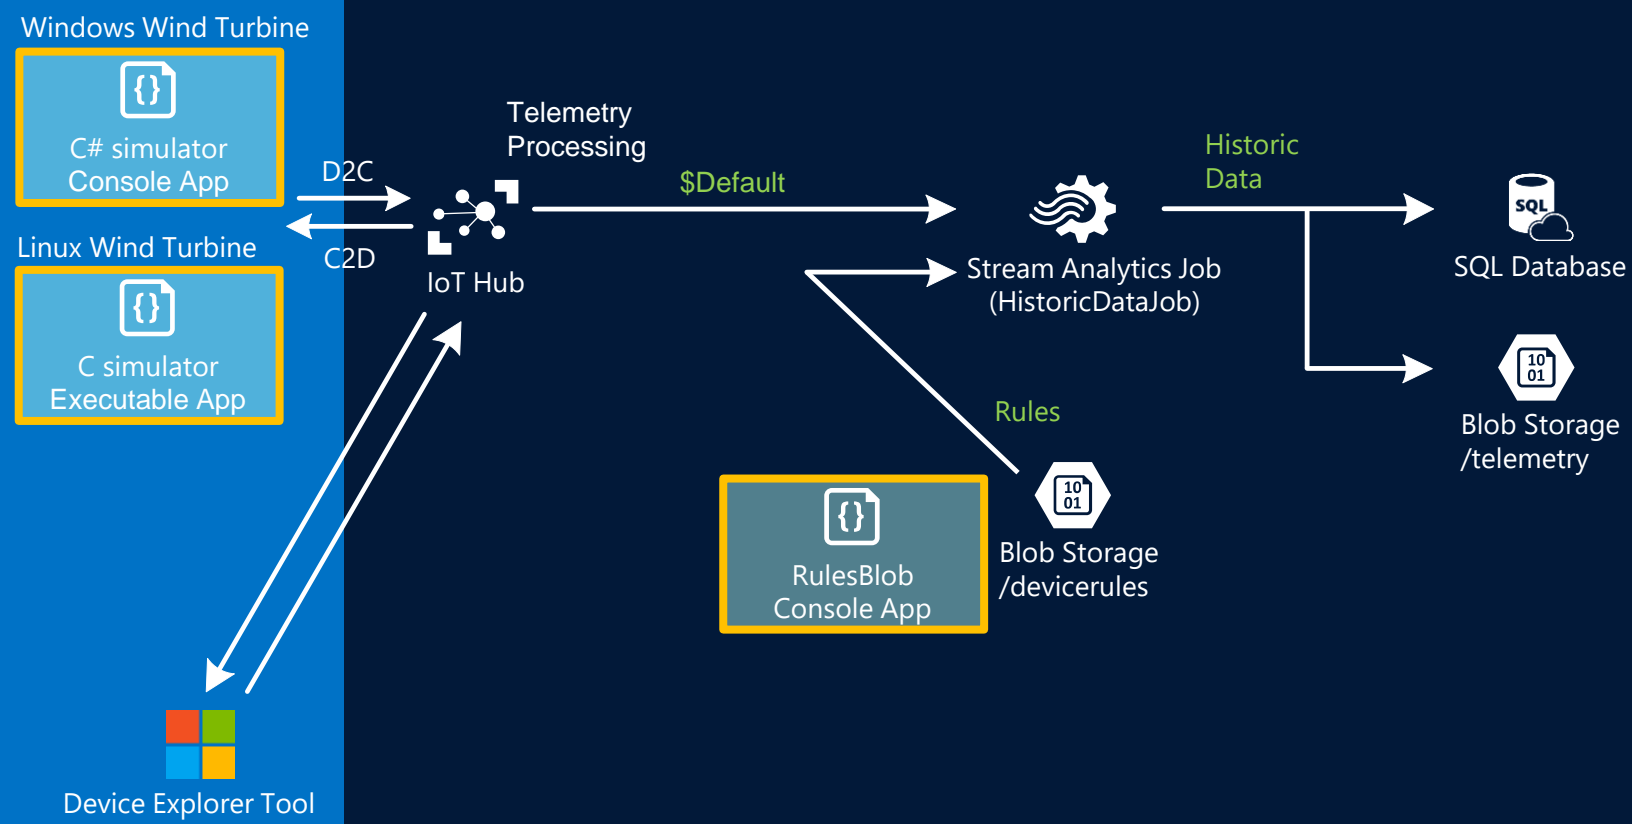 Windows Wind Turbine
{}
C# simulator
Console App
D2C
C2D
Linux Wind Turbine
{}
C simulator
Executable App
Telemetry
Processing
IoT Hub
$Default
Stream Analytics Job
(HistoricDataJob)
Historic
Data
SQL
SQL Database
10
01
Blob Storage
/telemetry
Rules
10
01
Blob Storage
/devicerules
{}
RulesBlob
Console App
Device Explorer Tool